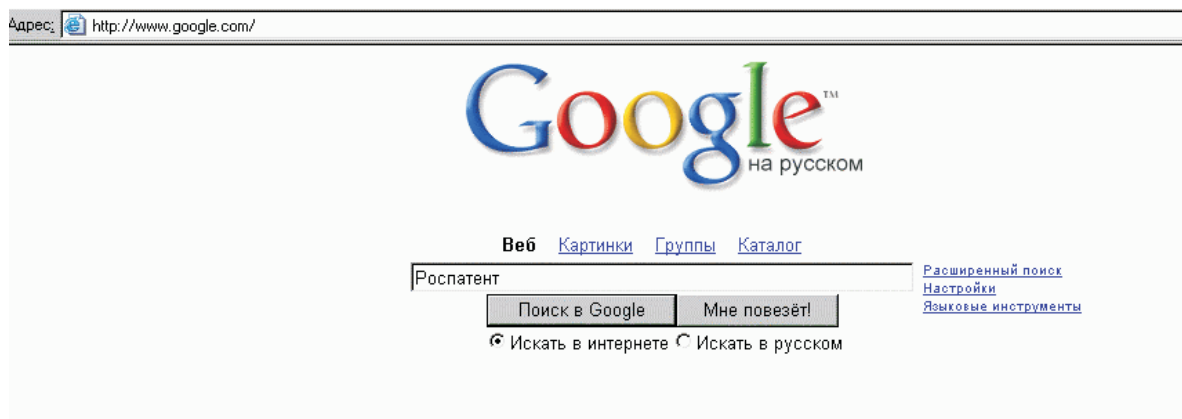 Адрес: http://www.google.com/
Google™
на русском
Веб Картинки Группы Каталог
Роспатент
Расширенный поиск
Настройки
Языковые инструменты
Поиск в Google Мне повезёт!
Искать в интернете Искать в русском